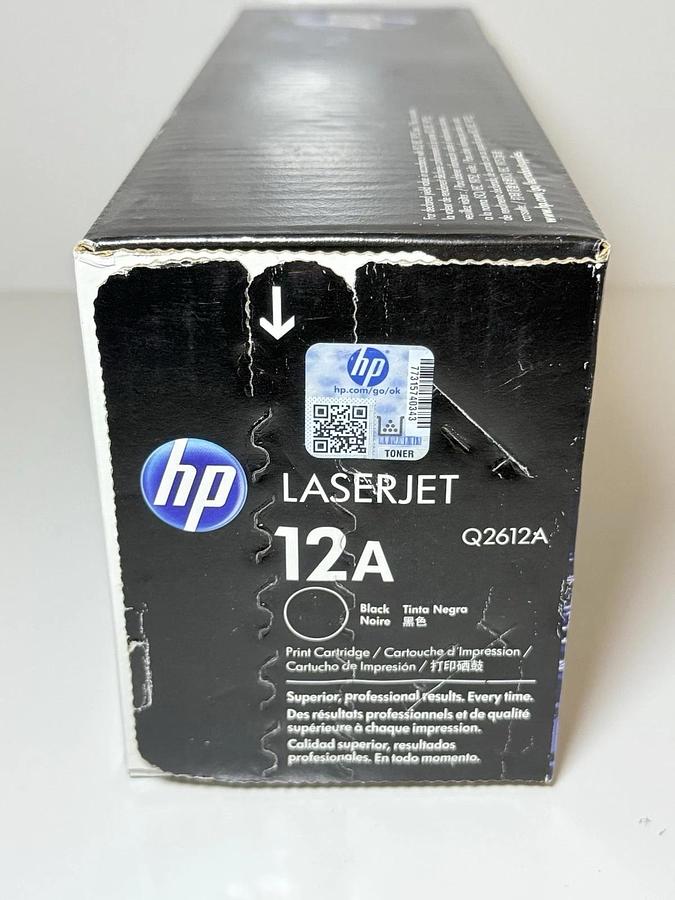 hp
hp.com/go/ok
77315740343
TONER
hp
LASERJET
12A
Q2612A
Black Tinta Negra
Noire 黑色
Print Cartridge / Cartouche d'Impression /
Cartucho de Impresión / 打印硒鼓
Superior, professional results. Every time.
Des résultats professionnels et de qualité
supérieure à chaque impression.
Calidad superior, resultados
profesionales. En todo momento.